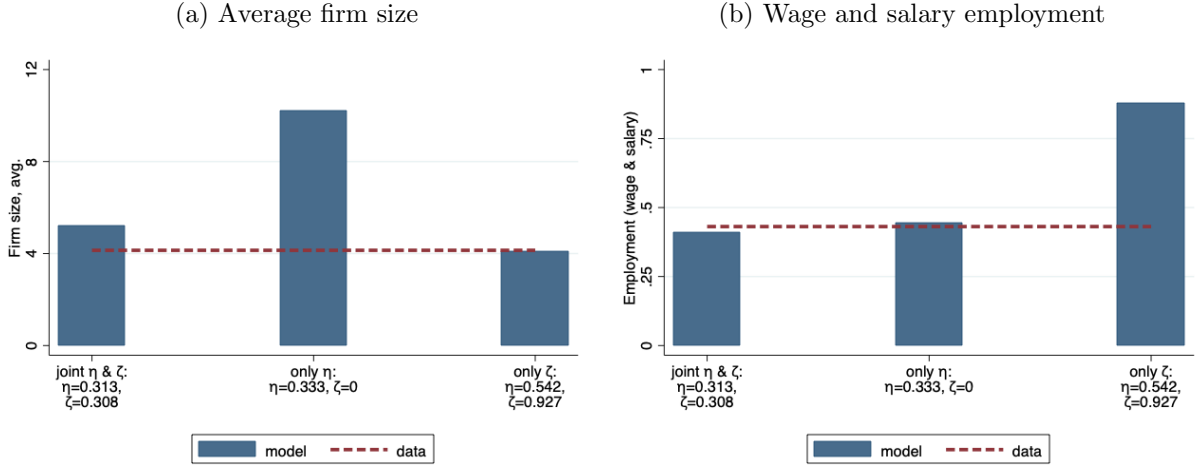 (a) Average firm size
Firm size, avg.
12
8
4
0
joint η & ζ:
η=0.313,
ζ=0.308
only η:
η=0.333, ζ=0
only ζ:
η=0.542,
ζ=0.927
model
data
(b) Wage and salary employment
Employment (wage & salary)
1
.75
.5
.25
0
joint η & ζ:
η=0.313,
ζ=0.308
only η:
η=0.333, ζ=0
only ζ:
η=0.542,
ζ=0.927
model
data